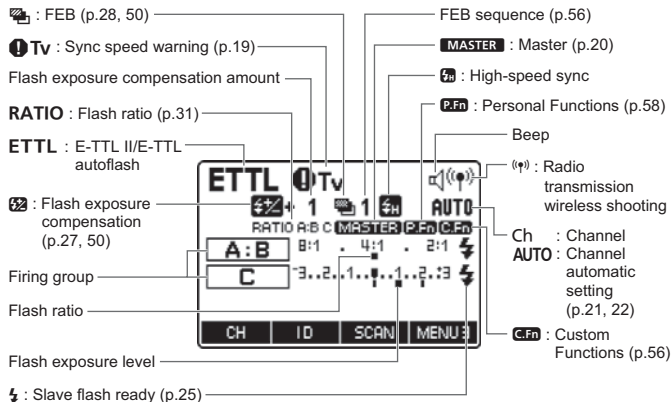 : FEB (p.28, 50)
Tv : Sync speed warning (p.19)
Flash exposure compensation amount
RATIO : Flash ratio (p.31)
ETTL : E-TTL II/E-TTL
autoflash
: Flash exposure
compensation
(p.27, 50)
Firing group
Flash ratio
Flash exposure level
: Slave flash ready (p.25)
ETTL Tv
+ 1 1 H AUTO
RATIO A:B C MASTER P.Fn C.Fn
A:B 8:1 . 4:1 . 2:1
C -3..2..1..0..1..2.:3
CH ID SCAN MENU 3
FEB sequence (p.56)
MASTER : Master (p.20)
H : High-speed sync
P.Fn : Personal Functions (p.58)
Beep
: Radio
transmission
wireless shooting
Ch : Channel
AUTO : Channel
automatic
setting
(p.21, 22)
C.Fn : Custom
Functions (p.56)